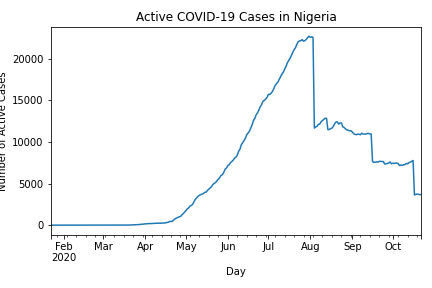 Active COVID-19 Cases in Nigeria
Number of Active Cases
20000
15000
10000
5000
0
Feb Mar Apr May Jun Jul Aug Sep Oct
2020
Day